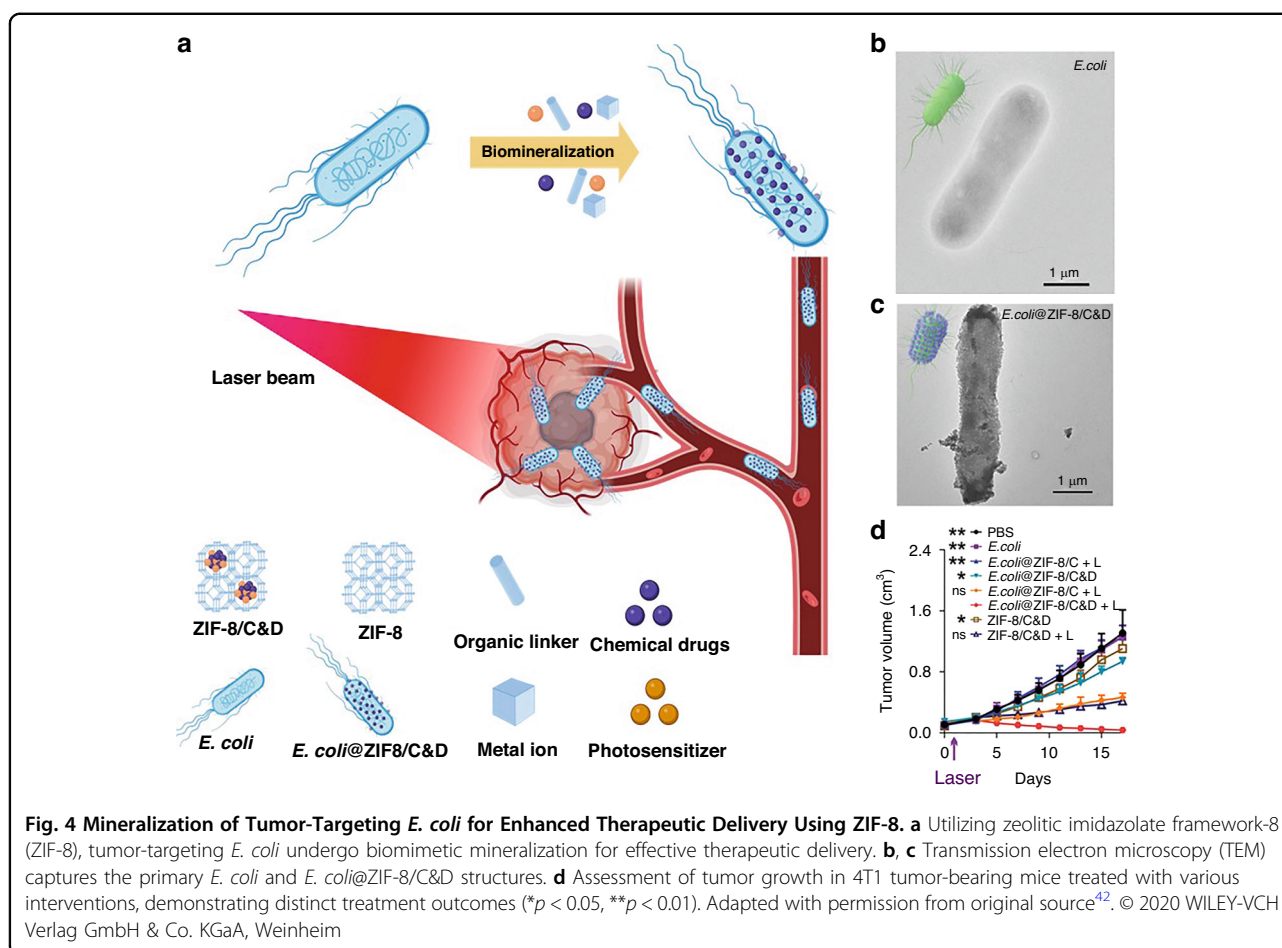 a
Biomineralization
Laser beam
ZIF-8/C&D
ZIF-8
Organic linker
Chemical drugs
E. coli
E. coli@ZIF8/C&D
Metal ion
Photosensitizer
b
E.coli
1 μm
c
E.coli@ZIF-8/C&D
1 μm
d
** PBS
** E.coli
** E.coli@ZIF-8/C + L
* E.coli@ZIF-8/C&D
ns E.coli@ZIF-8/C + L
E.coli@ZIF-8/C&D + L
* ZIF-8/C&D
ns ZIF-8/C&D + L
Tumor volume (cm³)
2.4
1.6
0.8
0.0
0 5 10 15
Laser Days
Fig. 4 Mineralization of Tumor-Targeting E. coli for Enhanced Therapeutic Delivery Using ZIF-8. a Utilizing zeolitic imidazolate framework-8
(ZIF-8), tumor-targeting E. coli undergo biomimetic mineralization for effective therapeutic delivery. b, c Transmission electron microscopy (TEM)
captures the primary E. coli and E. coli@ZIF-8/C&D structures. d Assessment of tumor growth in 4T1 tumor-bearing mice treated with various
interventions, demonstrating distinct treatment outcomes (*p < 0.05, **p < 0.01). Adapted with permission from original source⁴². © 2020 WILEY-VCH
Verlag GmbH & Co. KGaA, Weinheim